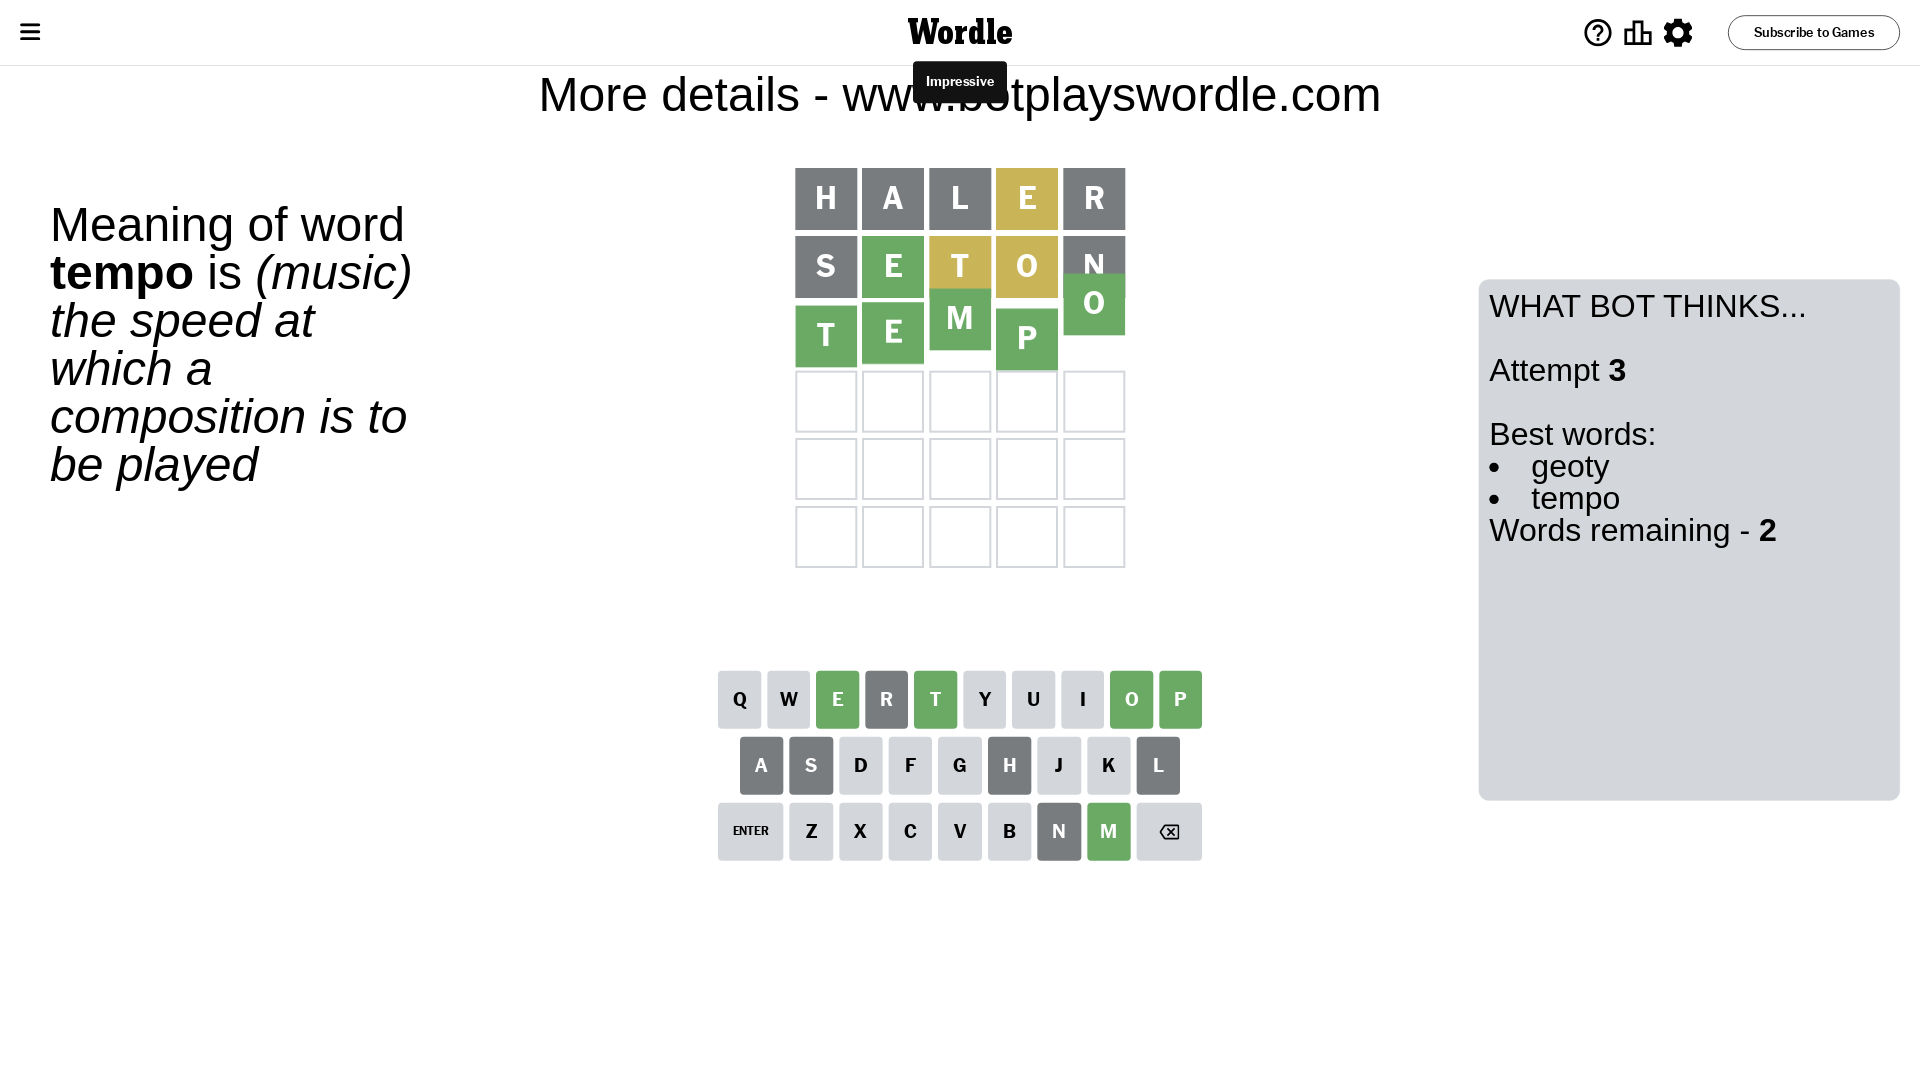 Wordle
Subscribe to Games
Impressive
More details - www.botplayswordle.com
Meaning of word
tempo is (music)
the speed at
which a
composition is to
be played
H A L E R
S E T O N
T E M P O
WHAT BOT THINKS...
Attempt 3
Best words:
• geoty
• tempo
Words remaining - 2
Q W E R T Y U I O P
A S D F G H J K L
ENTER Z X C V B N M